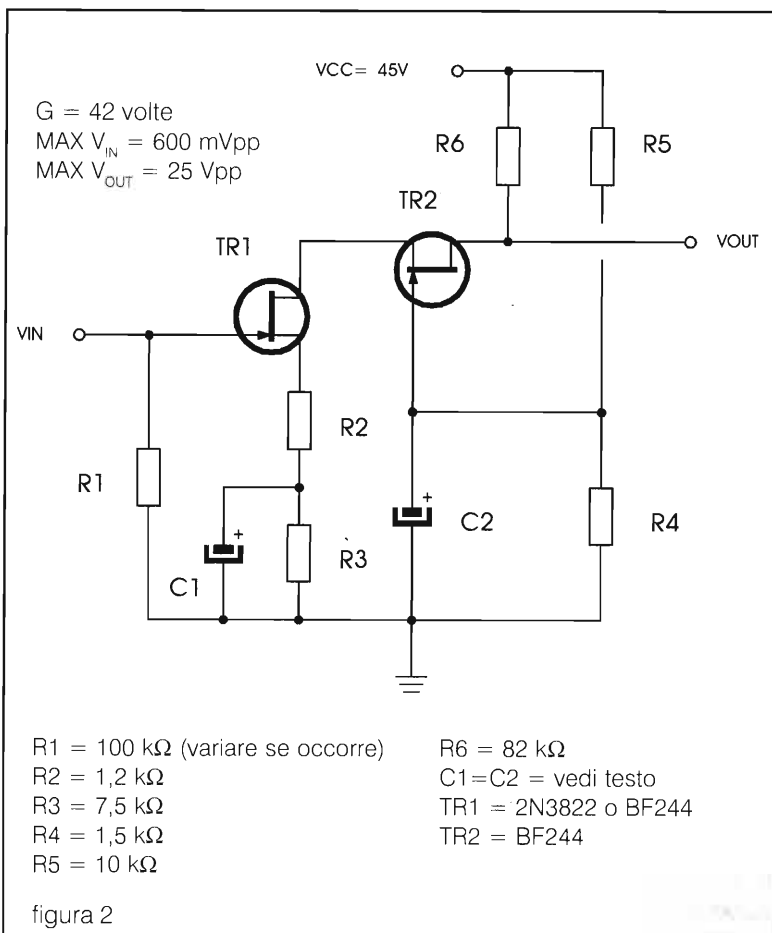 VCC= 45V
G = 42 volte
MAX V_IN = 600 mVpp
MAX V_OUT = 25 Vpp
R6
R5
TR2
TR1
VOUT
VIN
R2
R1
C2
R4
+
+
R3
C1
R1 = 100 kΩ (variare se occorre)
R2 = 1,2 kΩ
R3 = 7,5 kΩ
R4 = 1,5 kΩ
R5 = 10 kΩ
R6 = 82 kΩ
C1=C2 = vedi testo
TR1 = 2N3822 o BF244
TR2 = BF244
figura 2